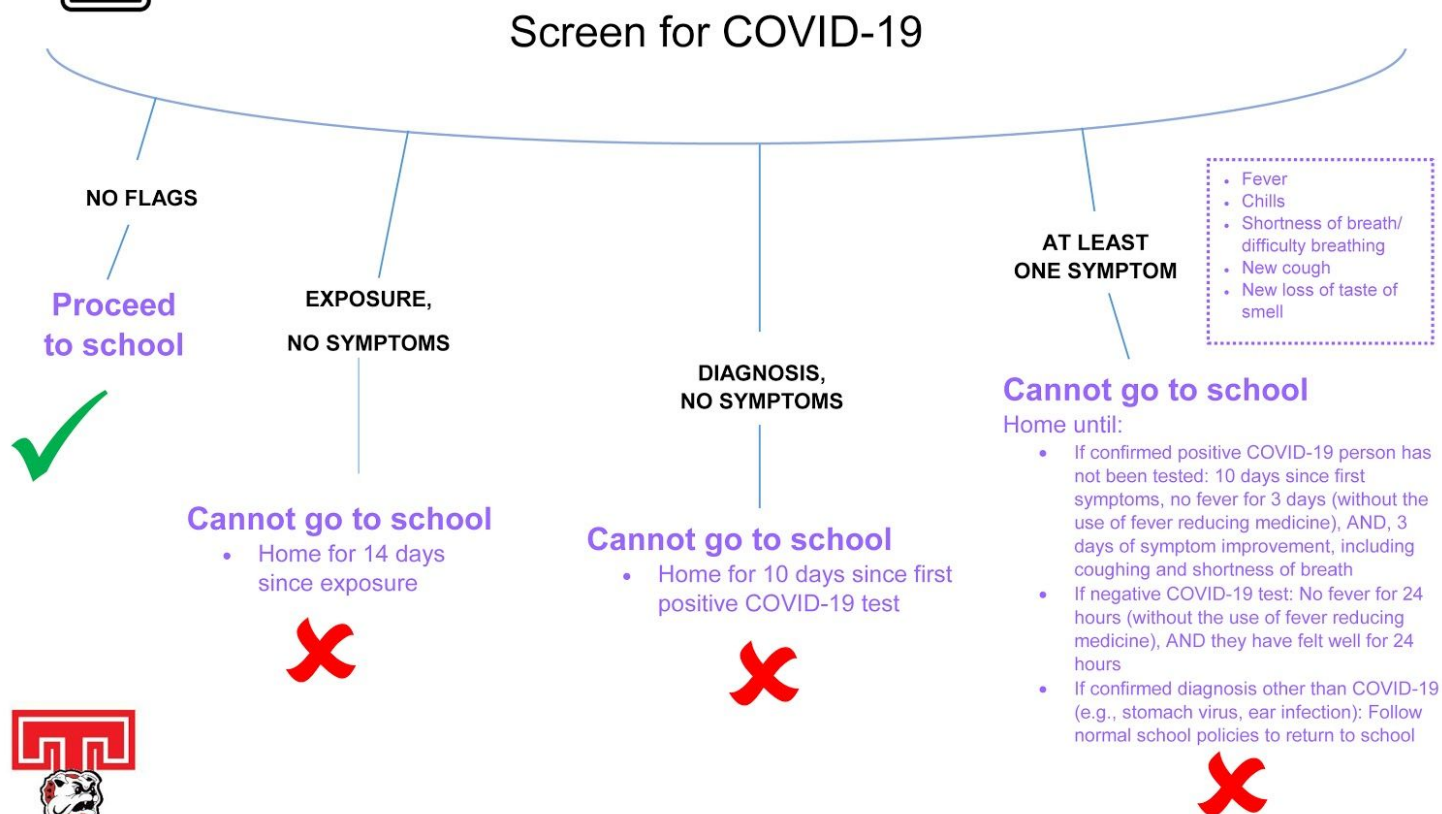 Screen for COVID-19
NO FLAGS
Proceed
to school
EXPOSURE,
NO SYMPTOMS
Cannot go to school
• Home for 14 days
since exposure
DIAGNOSIS,
NO SYMPTOMS
Cannot go to school
• Home for 10 days since first
positive COVID-19 test
AT LEAST
ONE SYMPTOM
• Fever
• Chills
• Shortness of breath/
difficulty breathing
• New cough
• New loss of taste of
smell
Cannot go to school
Home until:
• If confirmed positive COVID-19 person has
not been tested: 10 days since first
symptoms, no fever for 3 days (without the
use of fever reducing medicine), AND, 3
days of symptom improvement, including
coughing and shortness of breath
• If negative COVID-19 test: No fever for 24
hours (without the use of fever reducing
medicine), AND they have felt well for 24
hours
• If confirmed diagnosis other than COVID-19
(e.g., stomach virus, ear infection): Follow
normal school policies to return to school
T